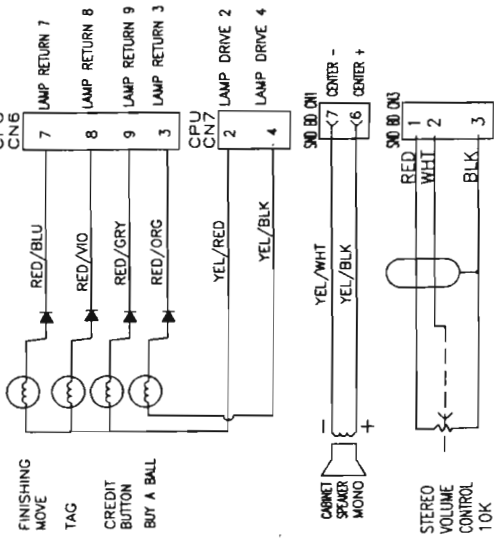 CN6
7 LAMP RETURN 7
8 LAMP RETURN 8
9 LAMP RETURN 9
3 LAMP RETURN 3
RED/BLU
RED/VIO
RED/GRY
RED/ORG
FINISHING
MOVE
TAG
CREDIT
BUTTON
BUY A BALL
CPU
CN7
2 LAMP DRIVE 2
4 LAMP DRIVE 4
YEL/RED
YEL/BLK
SND BD CN1
7 CENTER -
6 CENTER +
YEL/WHT
YEL/BLK
-
+
CABINET
SPEAKER
MONO
SND BD CN3
1
2
3
RED
WHT
BLK
STEREO
VOLUME
CONTROL
10K